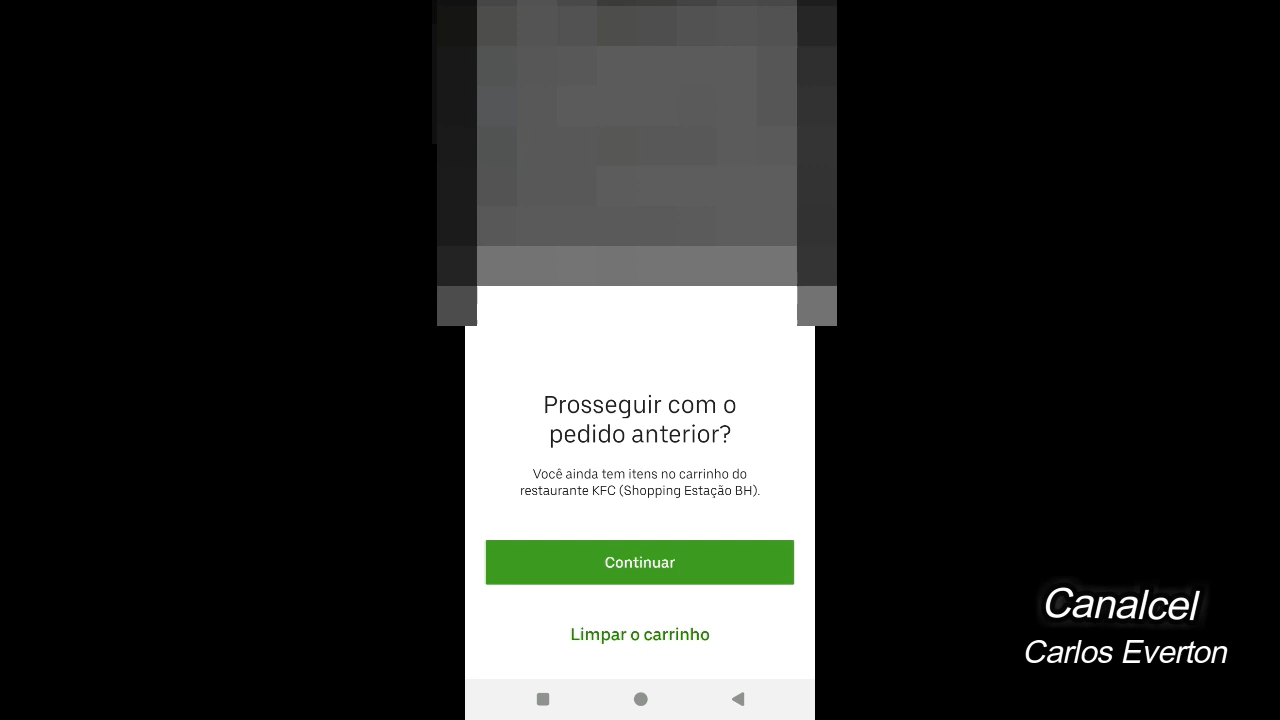 Prosseguir com o
pedido anterior?
Você ainda tem itens no carrinho do
restaurante KFC (Shopping Estação BH).
Continuar
Limpar o carrinho
Canalcel
Carlos Everton